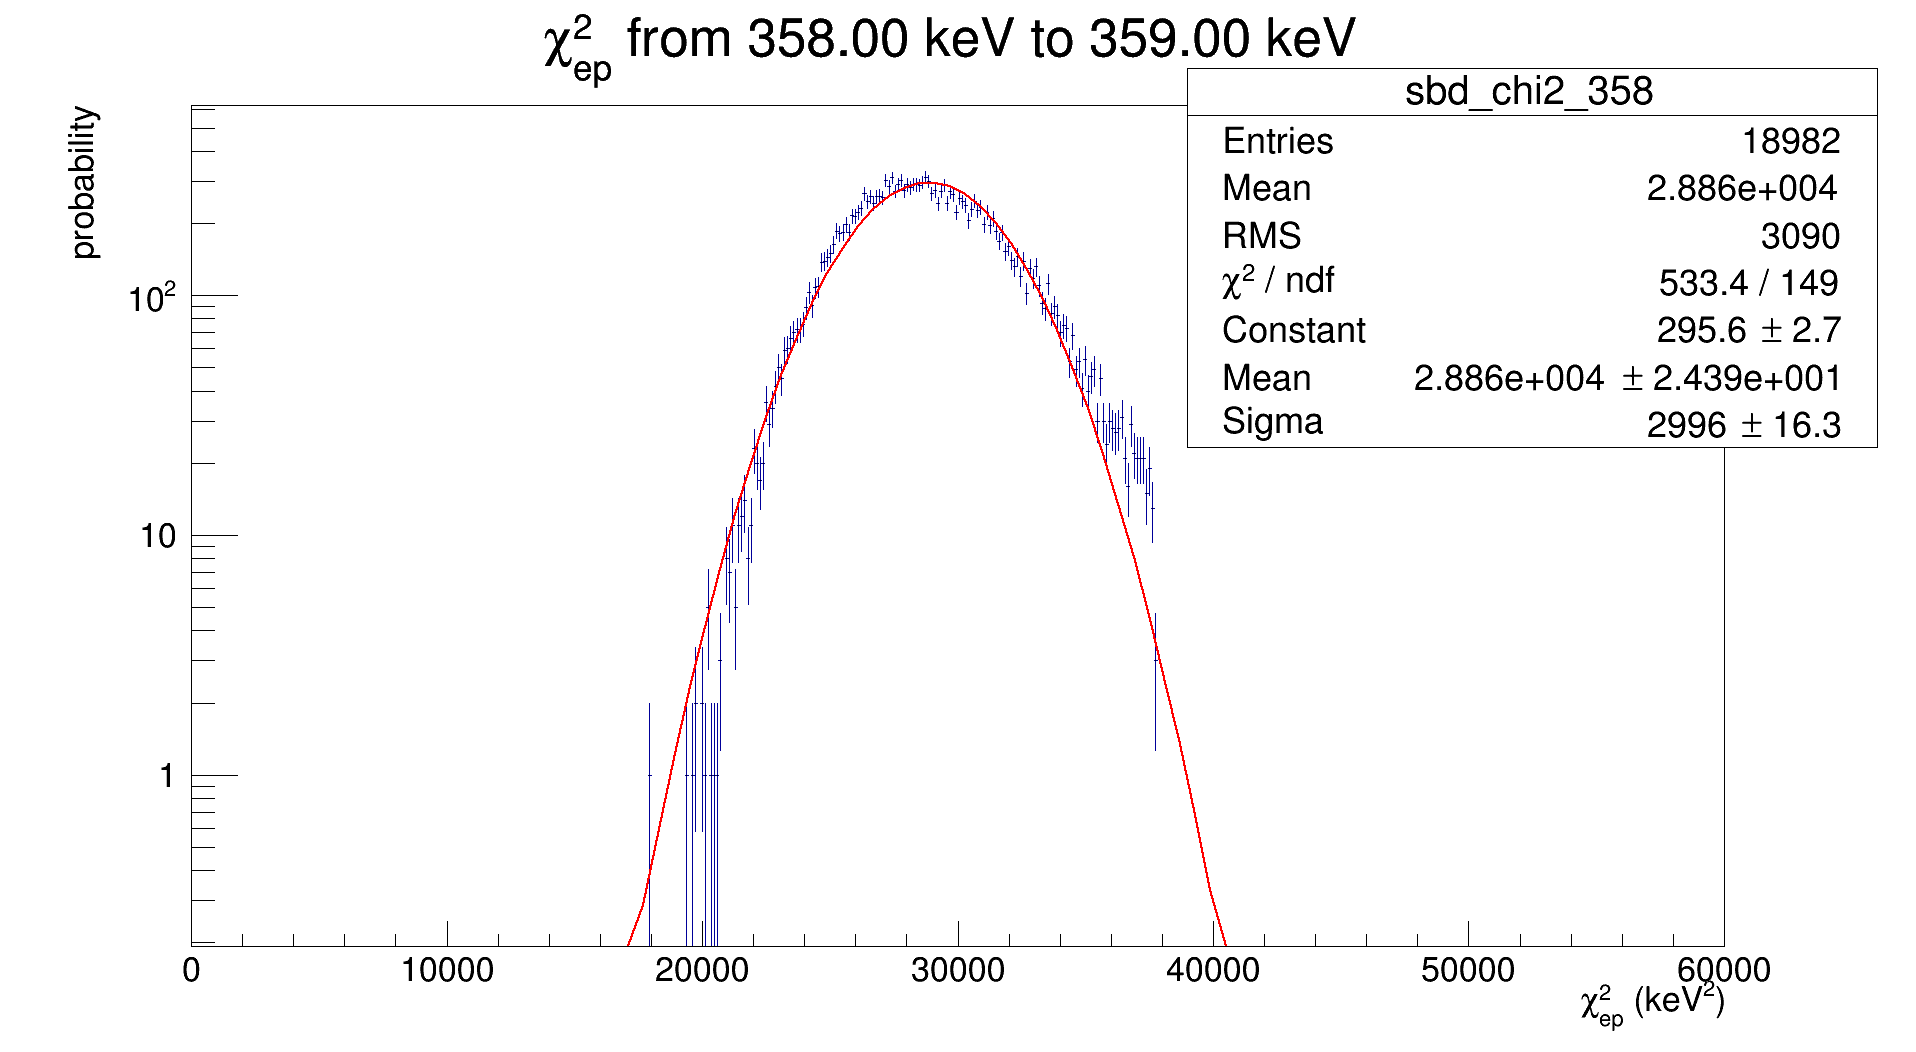 χ²ep from 358.00 keV to 359.00 keV
sbd_chi2_358
Entries 18982
Mean 2.886e+004
RMS 3090
χ² / ndf 533.4 / 149
Constant 295.6 ± 2.7
Mean 2.886e+004 ± 2.439e+001
Sigma 2996 ± 16.3
probability
10²
10
1
0 10000 20000 30000 40000 50000 60000
χ²ep (keV²)